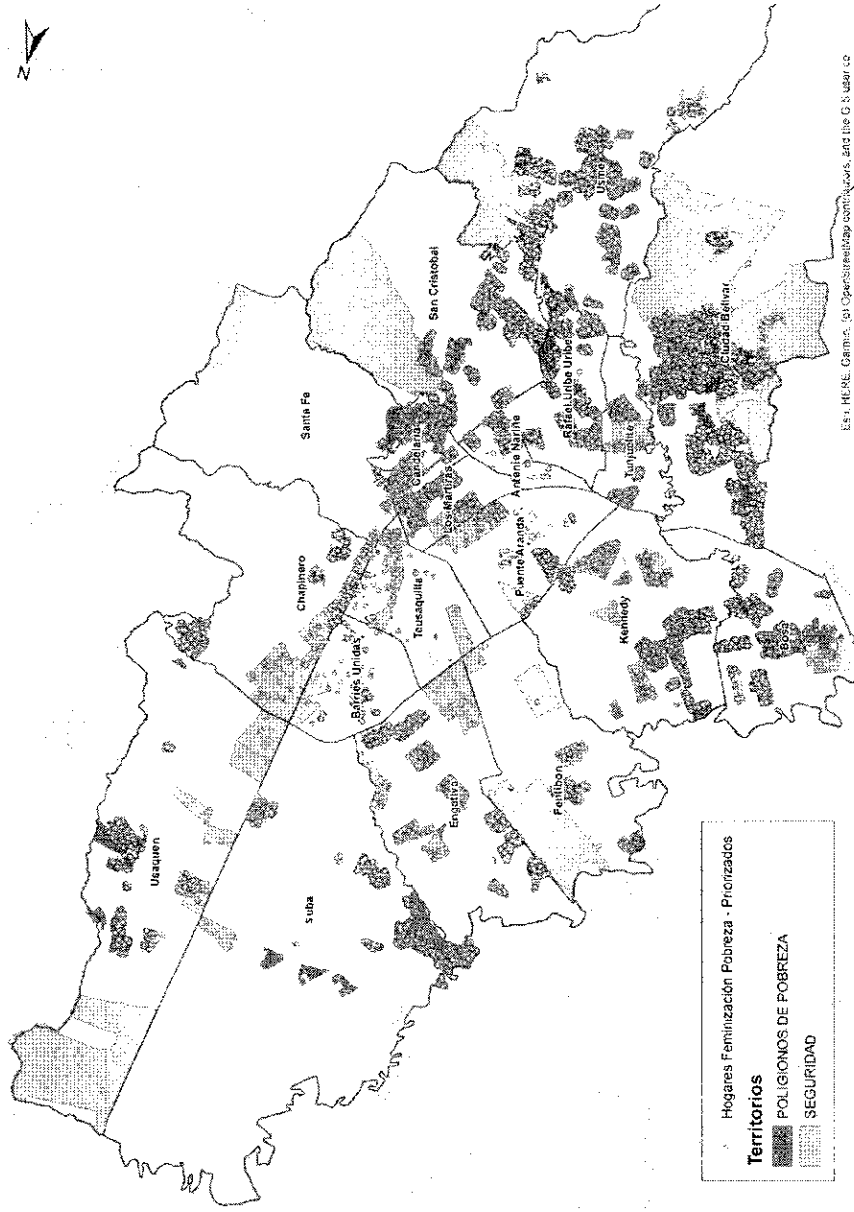 N
Usaquen
Suba
Chapinero
Santa Fe
San Cristobal
Barrios Unidas
Teusaquillo
Engativa
Fontibon
Candelaria
Los Martires
Antonio Nariño
Puente Aranda
Rafael Uribe Uribe
Tunjuelito
Kennedy
Bosa
Usme
Ciudad Bolivar
Hogares Feminización Pobreza - Priorizados
Territorios
POLIGIONOS DE POBREZA
SEGURIDAD
Esri, HERE, Garmin, (c) OpenStreetMap contributors, and the GIS user co